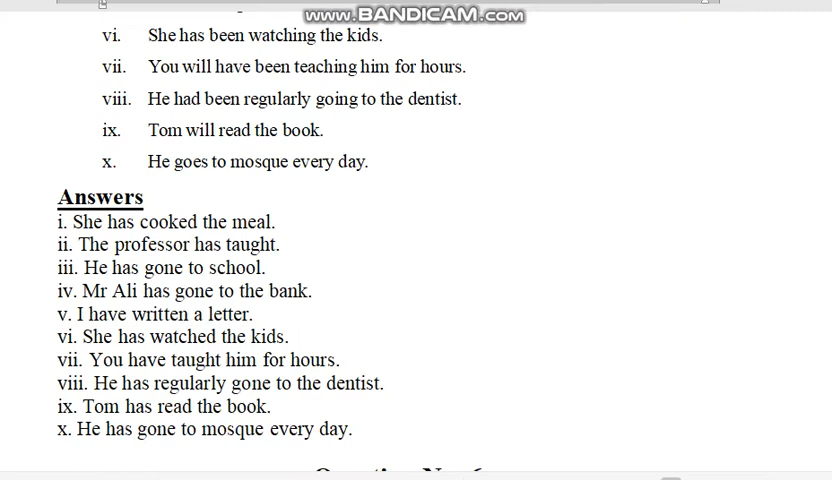 www.BANDICAM.com
vi. She has been watching the kids.
vii. You will have been teaching him for hours.
viii. He had been regularly going to the dentist.
ix. Tom will read the book.
x. He goes to mosque every day.
Answers
i. She has cooked the meal.
ii. The professor has taught.
iii. He has gone to school.
iv. Mr Ali has gone to the bank.
v. I have written a letter.
vi. She has watched the kids.
vii. You have taught him for hours.
viii. He has regularly gone to the dentist.
ix. Tom has read the book.
x. He has gone to mosque every day.